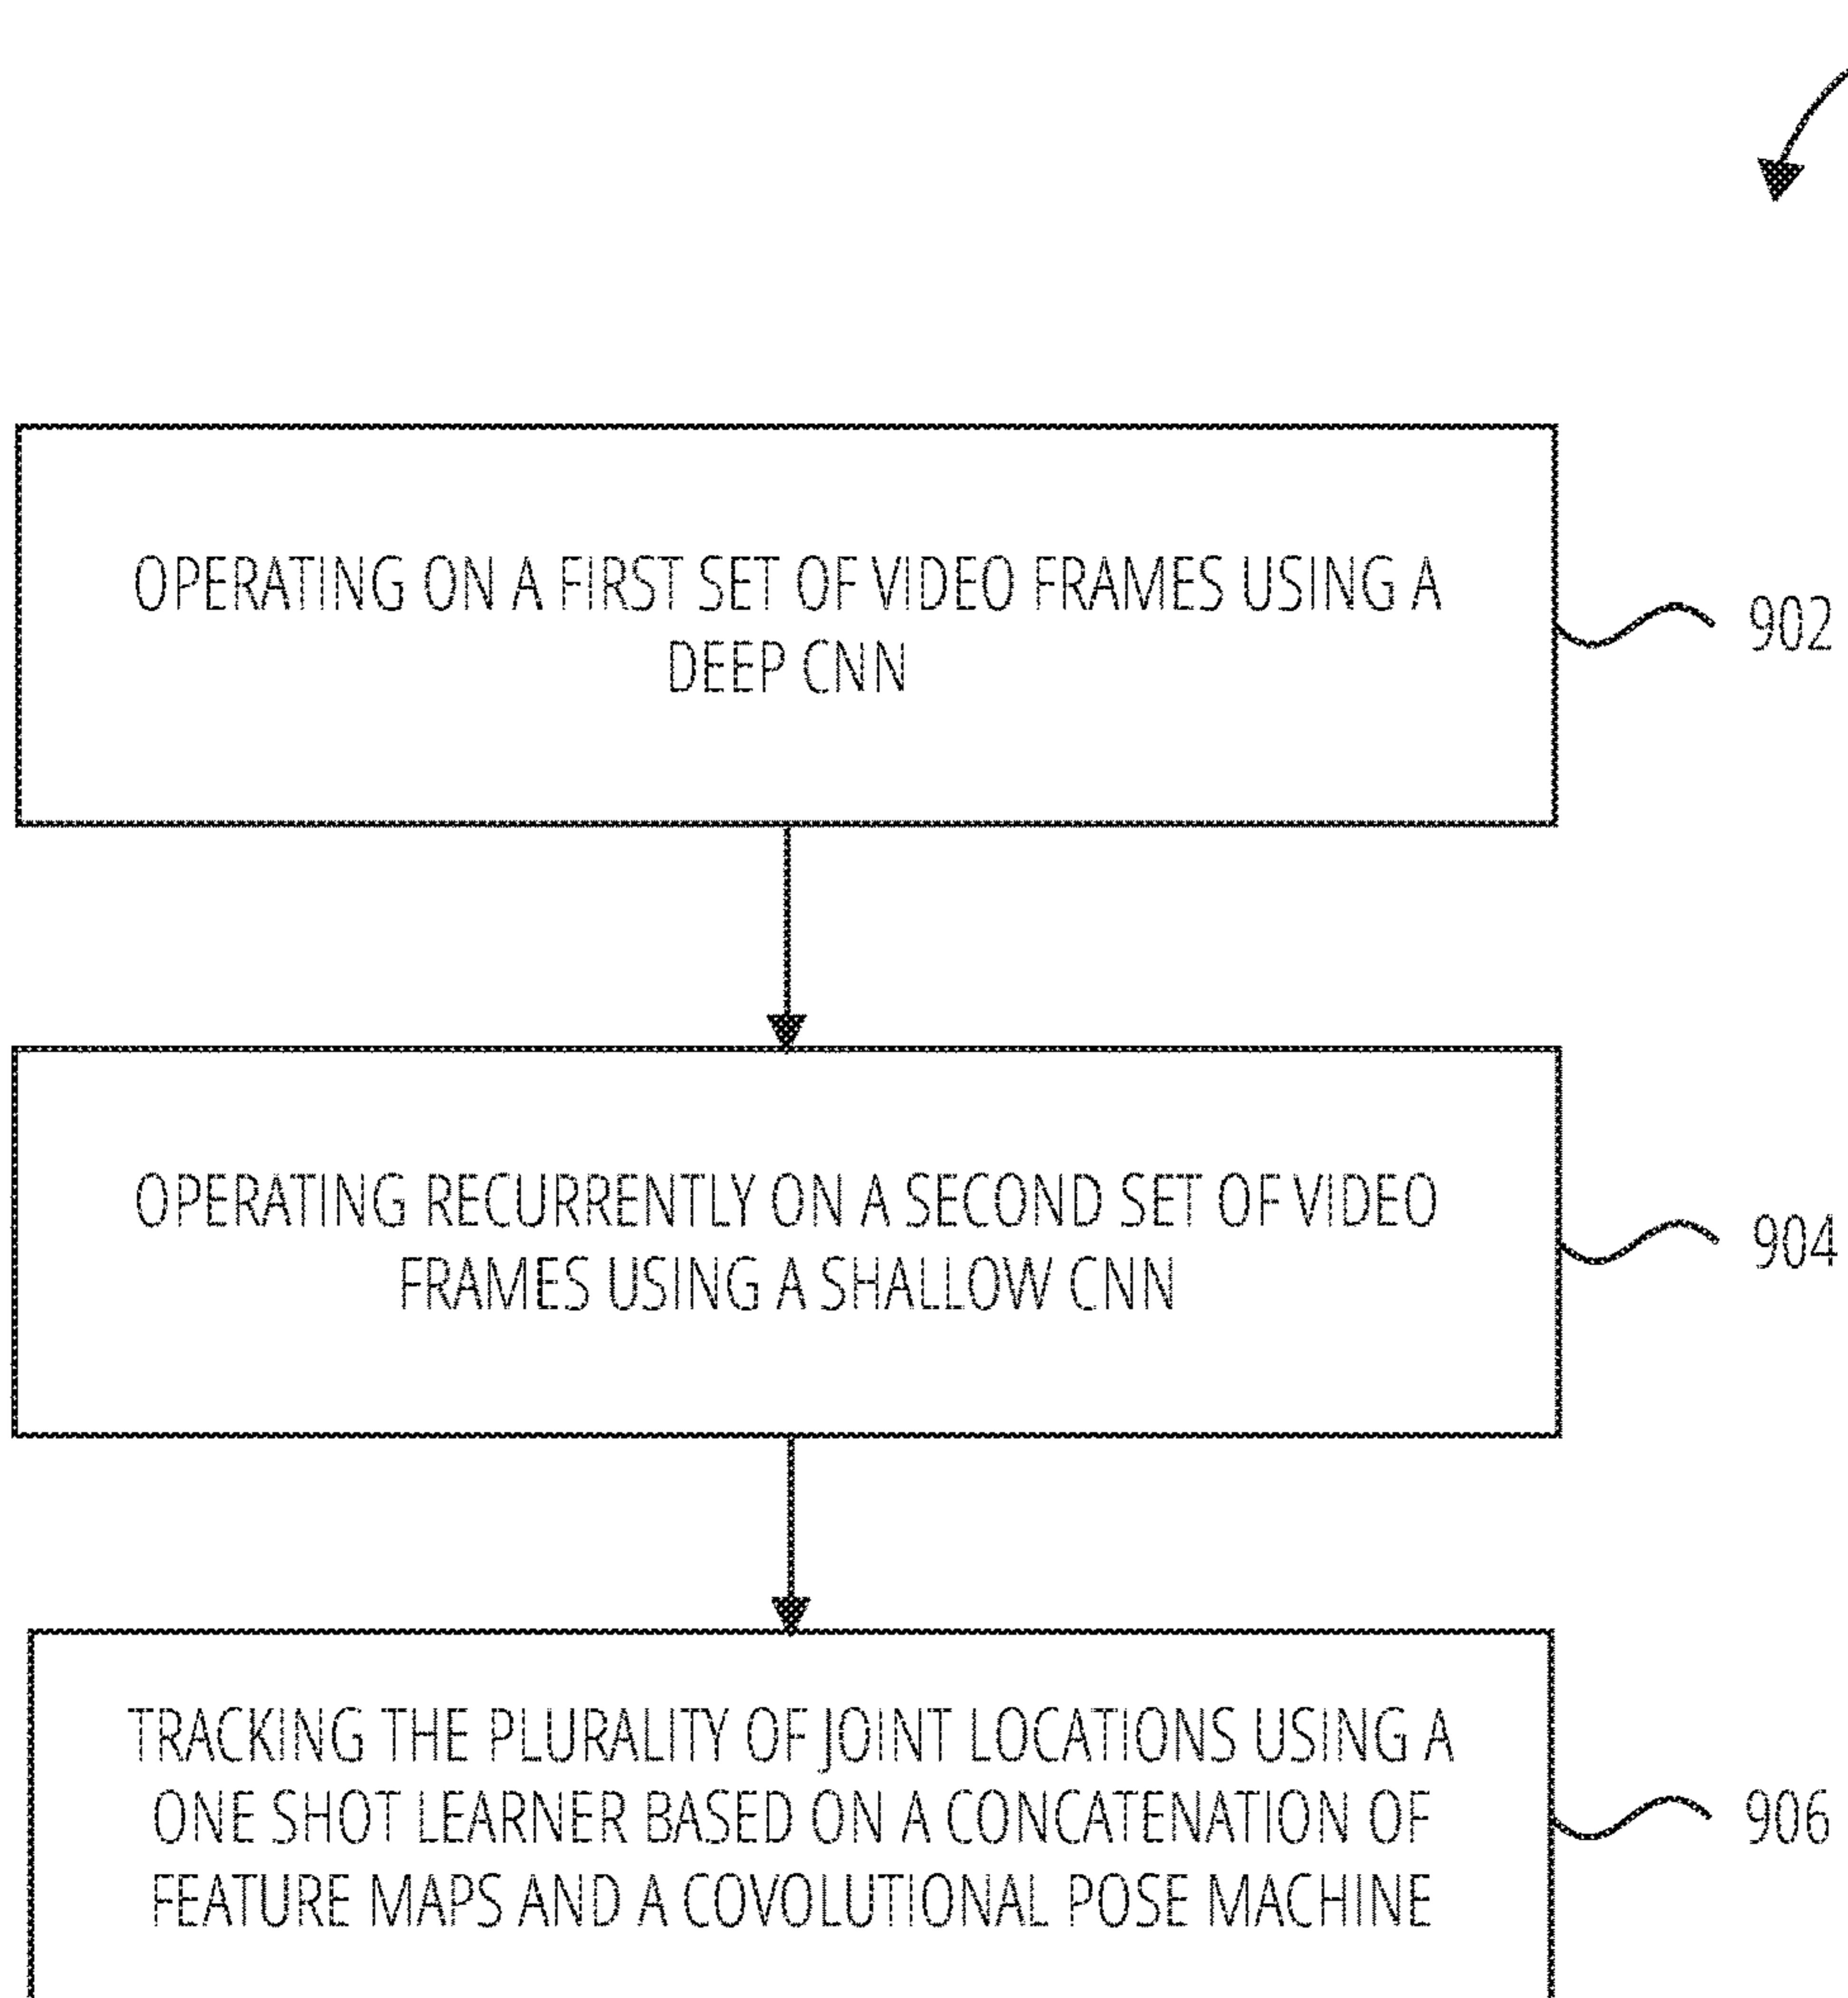 OPERATING ON A FIRST SET OF VIDEO FRAMES USING A
DEEP CNN
902
OPERATING RECURRENTLY ON A SECOND SET OF VIDEO
FRAMES USING A SHALLOW CNN
904
TRACKING THE PLURALITY OF JOINT LOCATIONS USING A
ONE SHOT LEARNER BASED ON A CONCATENATION OF
FEATURE MAPS AND A COVOLUTIONAL POSE MACHINE
906